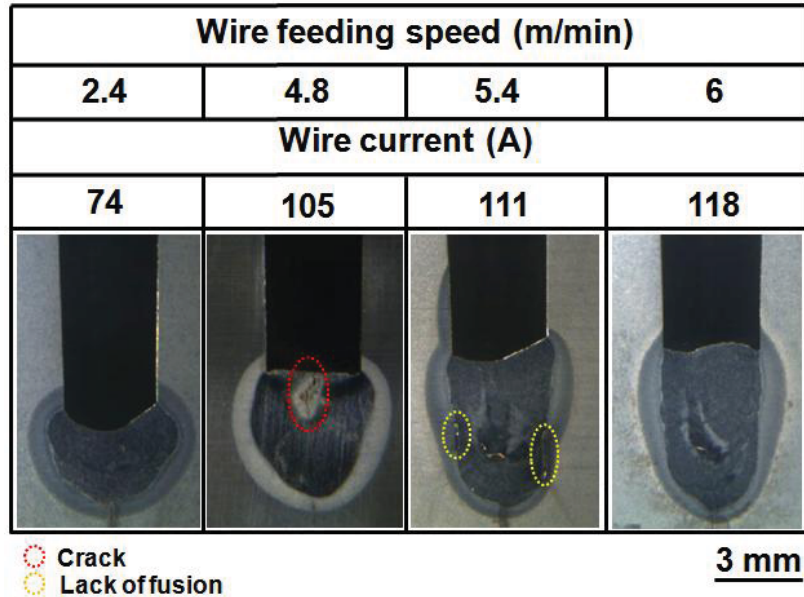 Wire feeding speed (m/min)
2.4 4.8 5.4 6
Wire current (A)
74 105 111 118
Crack
Lack of fusion
3 mm